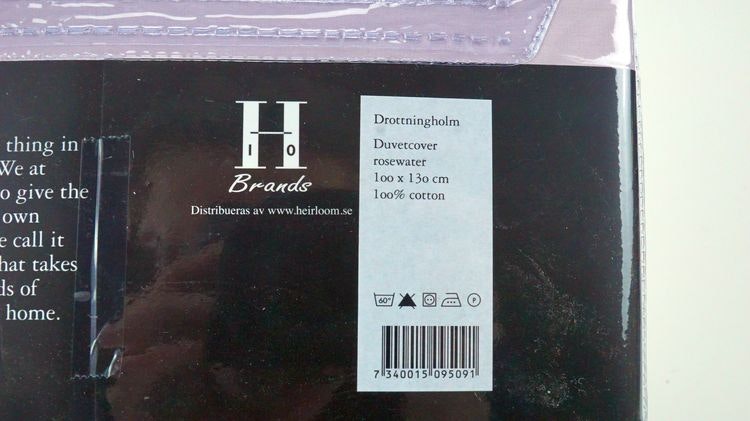 thing in
We at
o give the
own
e call it
hat takes
ds of
home.
H
10
Brands
Distribueras av www.heirloom.se
Drottningholm
Duvetcover
rosewater
100 x 130 cm
100% cotton
60°
P
7 340015 095091